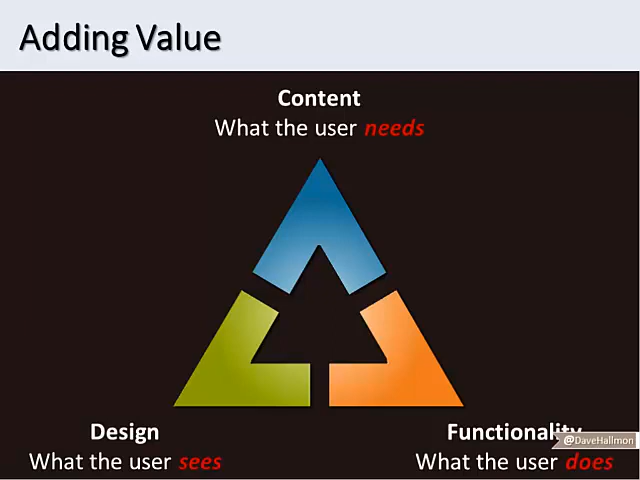 Adding Value
Content
What the user needs
Design
What the user sees
Functionality
What the user does
@DaveHallmon